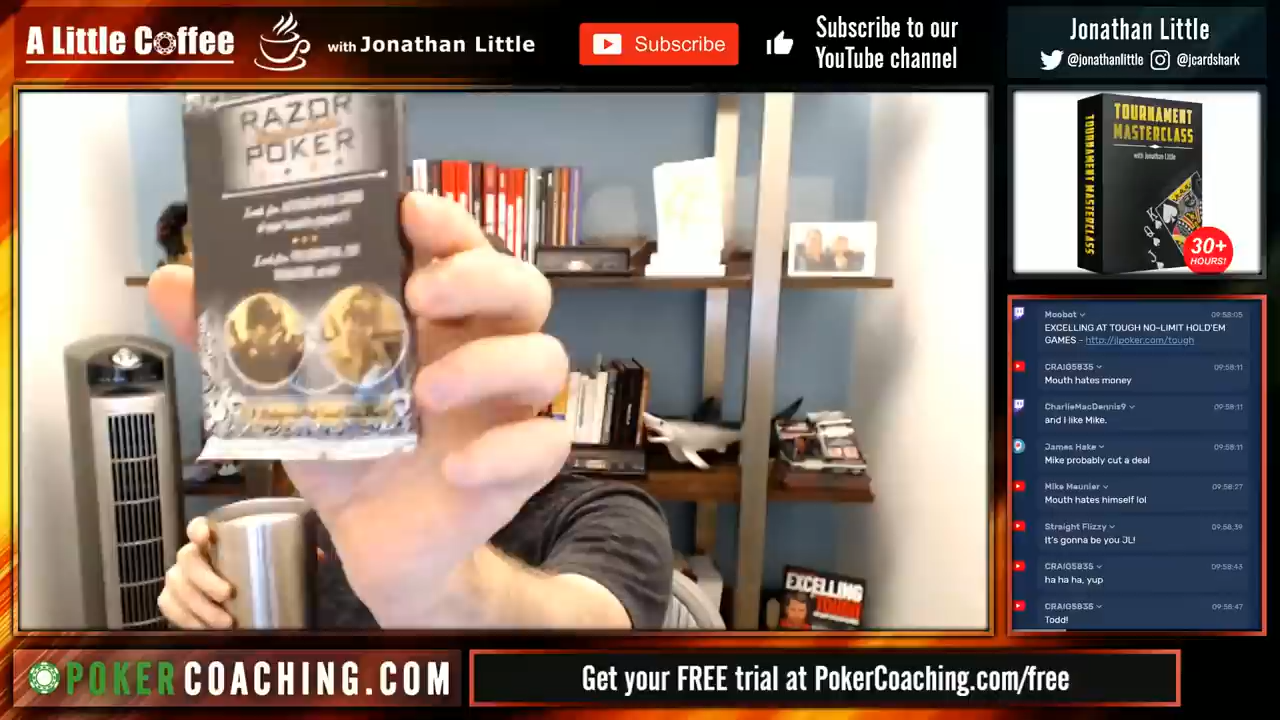 A Little Coffee
with Jonathan Little
Subscribe
Subscribe to our
YouTube channel
Jonathan Little
@jonathanlittle
@jcardshark
RAZOR
POKER
TOURNAMENT
MASTERCLASS
with Jonathan Little
TOURNAMENT MASTERCLASS
K
Q
J
30+
HOURS!
EXCELLING
Moobot 09:58:05
EXCELLING AT TOUGH NO-LIMIT HOLD'EM
GAMES - http://jlpoker.com/tough
CRAIG5835 09:58:11
Mouth hates money
CharlieMacDennis9 09:58:11
and I like Mike.
James Hake 09:58:11
Mike probably cut a deal
Mike Meunier 09:58:27
Mouth hates himself lol
Straight Flizzy 09:58:39
It's gonna be you JL!
CRAIG5835 09:58:43
ha ha ha, yup
CRAIG5835 09:58:47
Todd!
POKERCOACHING.COM
Get your FREE trial at PokerCoaching.com/free